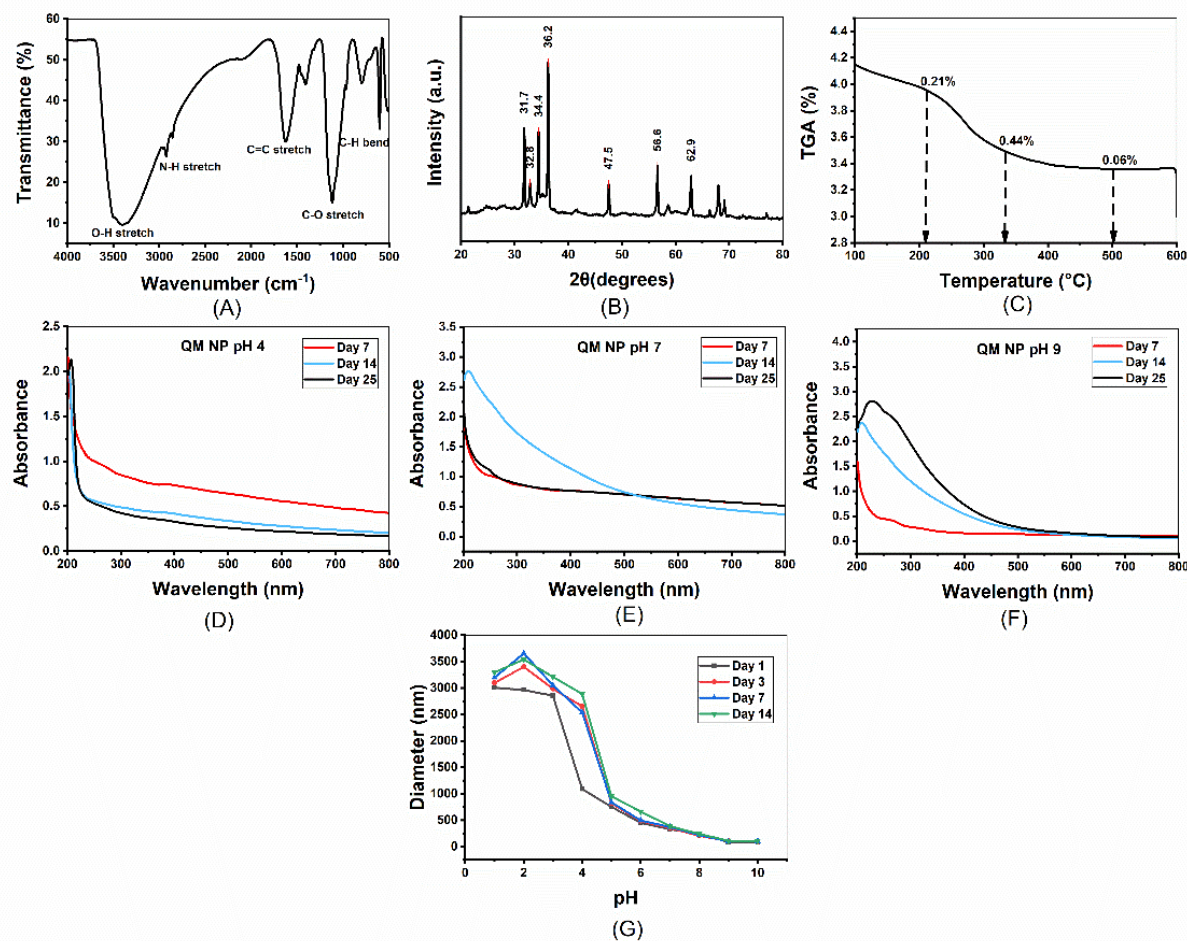 60
50
40
30
20
10
Transmittance (%)
O-H stretch
N-H stretch
C=C stretch
C-O stretch
C-H bend
4000 3500 3000 2500 2000 1500 1000 500
Wavenumber (cm-1)
(A)
Intensity (a.u.)
31.7
32.8
34.4
36.2
47.5
56.6
62.9
20 30 40 50 60 70 80
2θ(degrees)
(B)
4.4
4.2
4.0
3.8
3.6
3.4
3.2
3.0
2.8
TGA (%)
0.21%
0.44%
0.06%
100 200 300 400 500 600
Temperature (°C)
(C)
2.5
2.0
1.5
1.0
0.5
0.0
Absorbance
QM NP pH 4
Day 7
Day 14
Day 25
200 300 400 500 600 700 800
Wavelength (nm)
(D)
3.5
3.0
2.5
2.0
1.5
1.0
0.5
0.0
Absorbance
QM NP pH 7
Day 7
Day 14
Day 25
200 300 400 500 600 700 800
Wavelength (nm)
(E)
4.0
3.5
3.0
2.5
2.0
1.5
1.0
0.5
0.0
Absorbance
QM NP pH 9
Day 7
Day 14
Day 25
200 300 400 500 600 700 800
Wavelength (nm)
(F)
4000
3500
3000
2500
2000
1500
1000
500
0
Diameter (nm)
Day 1
Day 3
Day 7
Day 14
0 2 4 6 8 10
pH
(G)